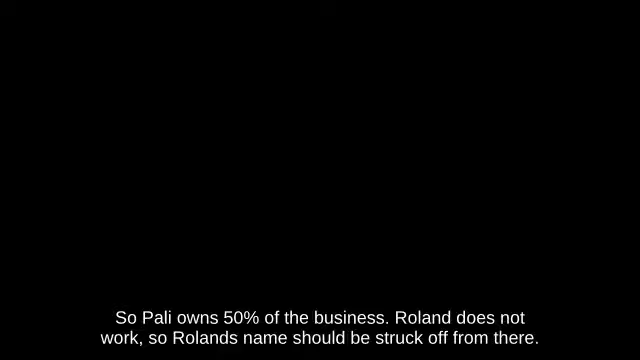 So Pali owns 50% of the business. Roland does not
work, so Rolands name should be struck off from there.